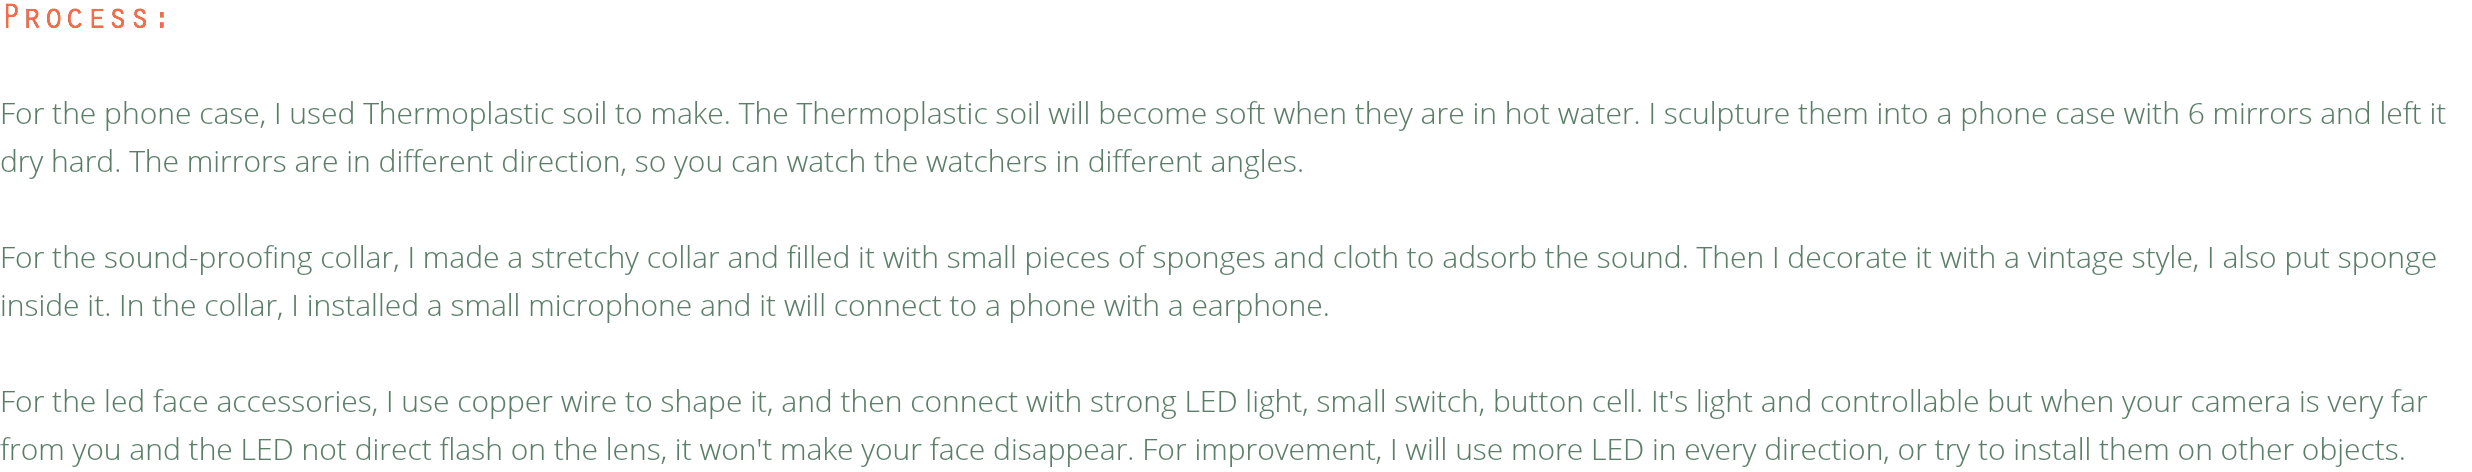 Process:
For the phone case, I used Thermoplastic soil to make. The Thermoplastic soil will become soft when they are in hot water. I sculpture them into a phone case with 6 mirrors and left it
dry hard. The mirrors are in different direction, so you can watch the watchers in different angles.
For the sound-proofing collar, I made a stretchy collar and filled it with small pieces of sponges and cloth to adsorb the sound. Then I decorate it with a vintage style, I also put sponge
inside it. In the collar, I installed a small microphone and it will connect to a phone with a earphone.
For the led face accessories, I use copper wire to shape it, and then connect with strong LED light, small switch, button cell. It's light and controllable but when your camera is very far
from you and the LED not direct flash on the lens, it won't make your face disappear. For improvement, I will use more LED in every direction, or try to install them on other objects.